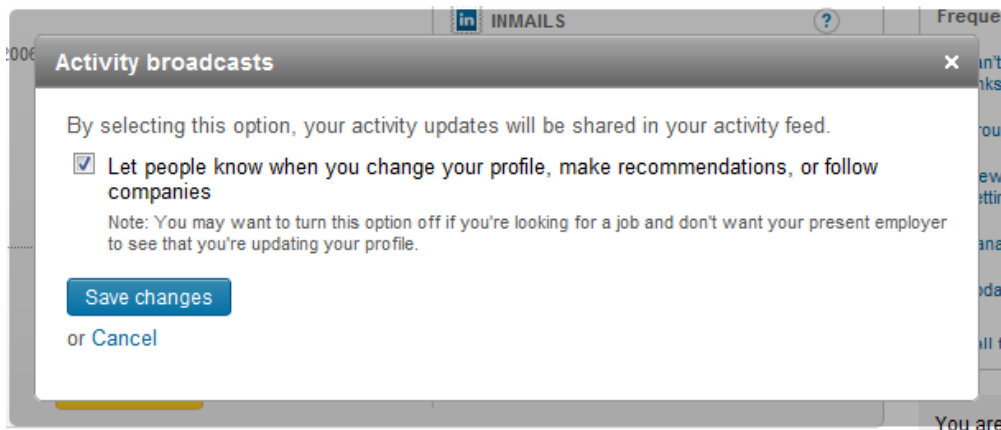 in INMAILS ?
Freque
2006
Activity broadcasts ×
By selecting this option, your activity updates will be shared in your activity feed.
Let people know when you change your profile, make recommendations, or follow
companies
Note: You may want to turn this option off if you're looking for a job and don't want your present employer
to see that you're updating your profile.
Save changes
or Cancel
You are